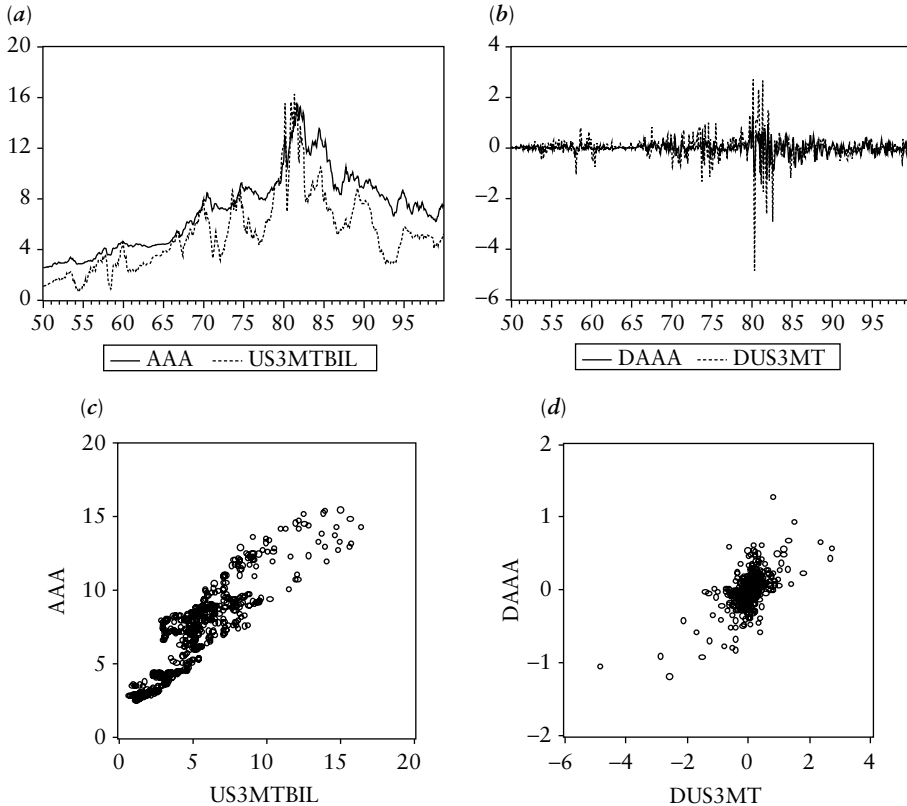 (a)
20
16
12
8
4
0
50 55 60 65 70 75 80 85 90 95
AAA US3MTBIL
(b)
4
2
0
−2
−4
−6
50 55 60 65 70 75 80 85 90 95
DAAA DUS3MT
(c)
20
15
10
5
0
AAA
0 5 10 15 20
US3MTBIL
(d)
2
1
0
−1
−2
DAAA
−6 −4 −2 0 2 4
DUS3MT